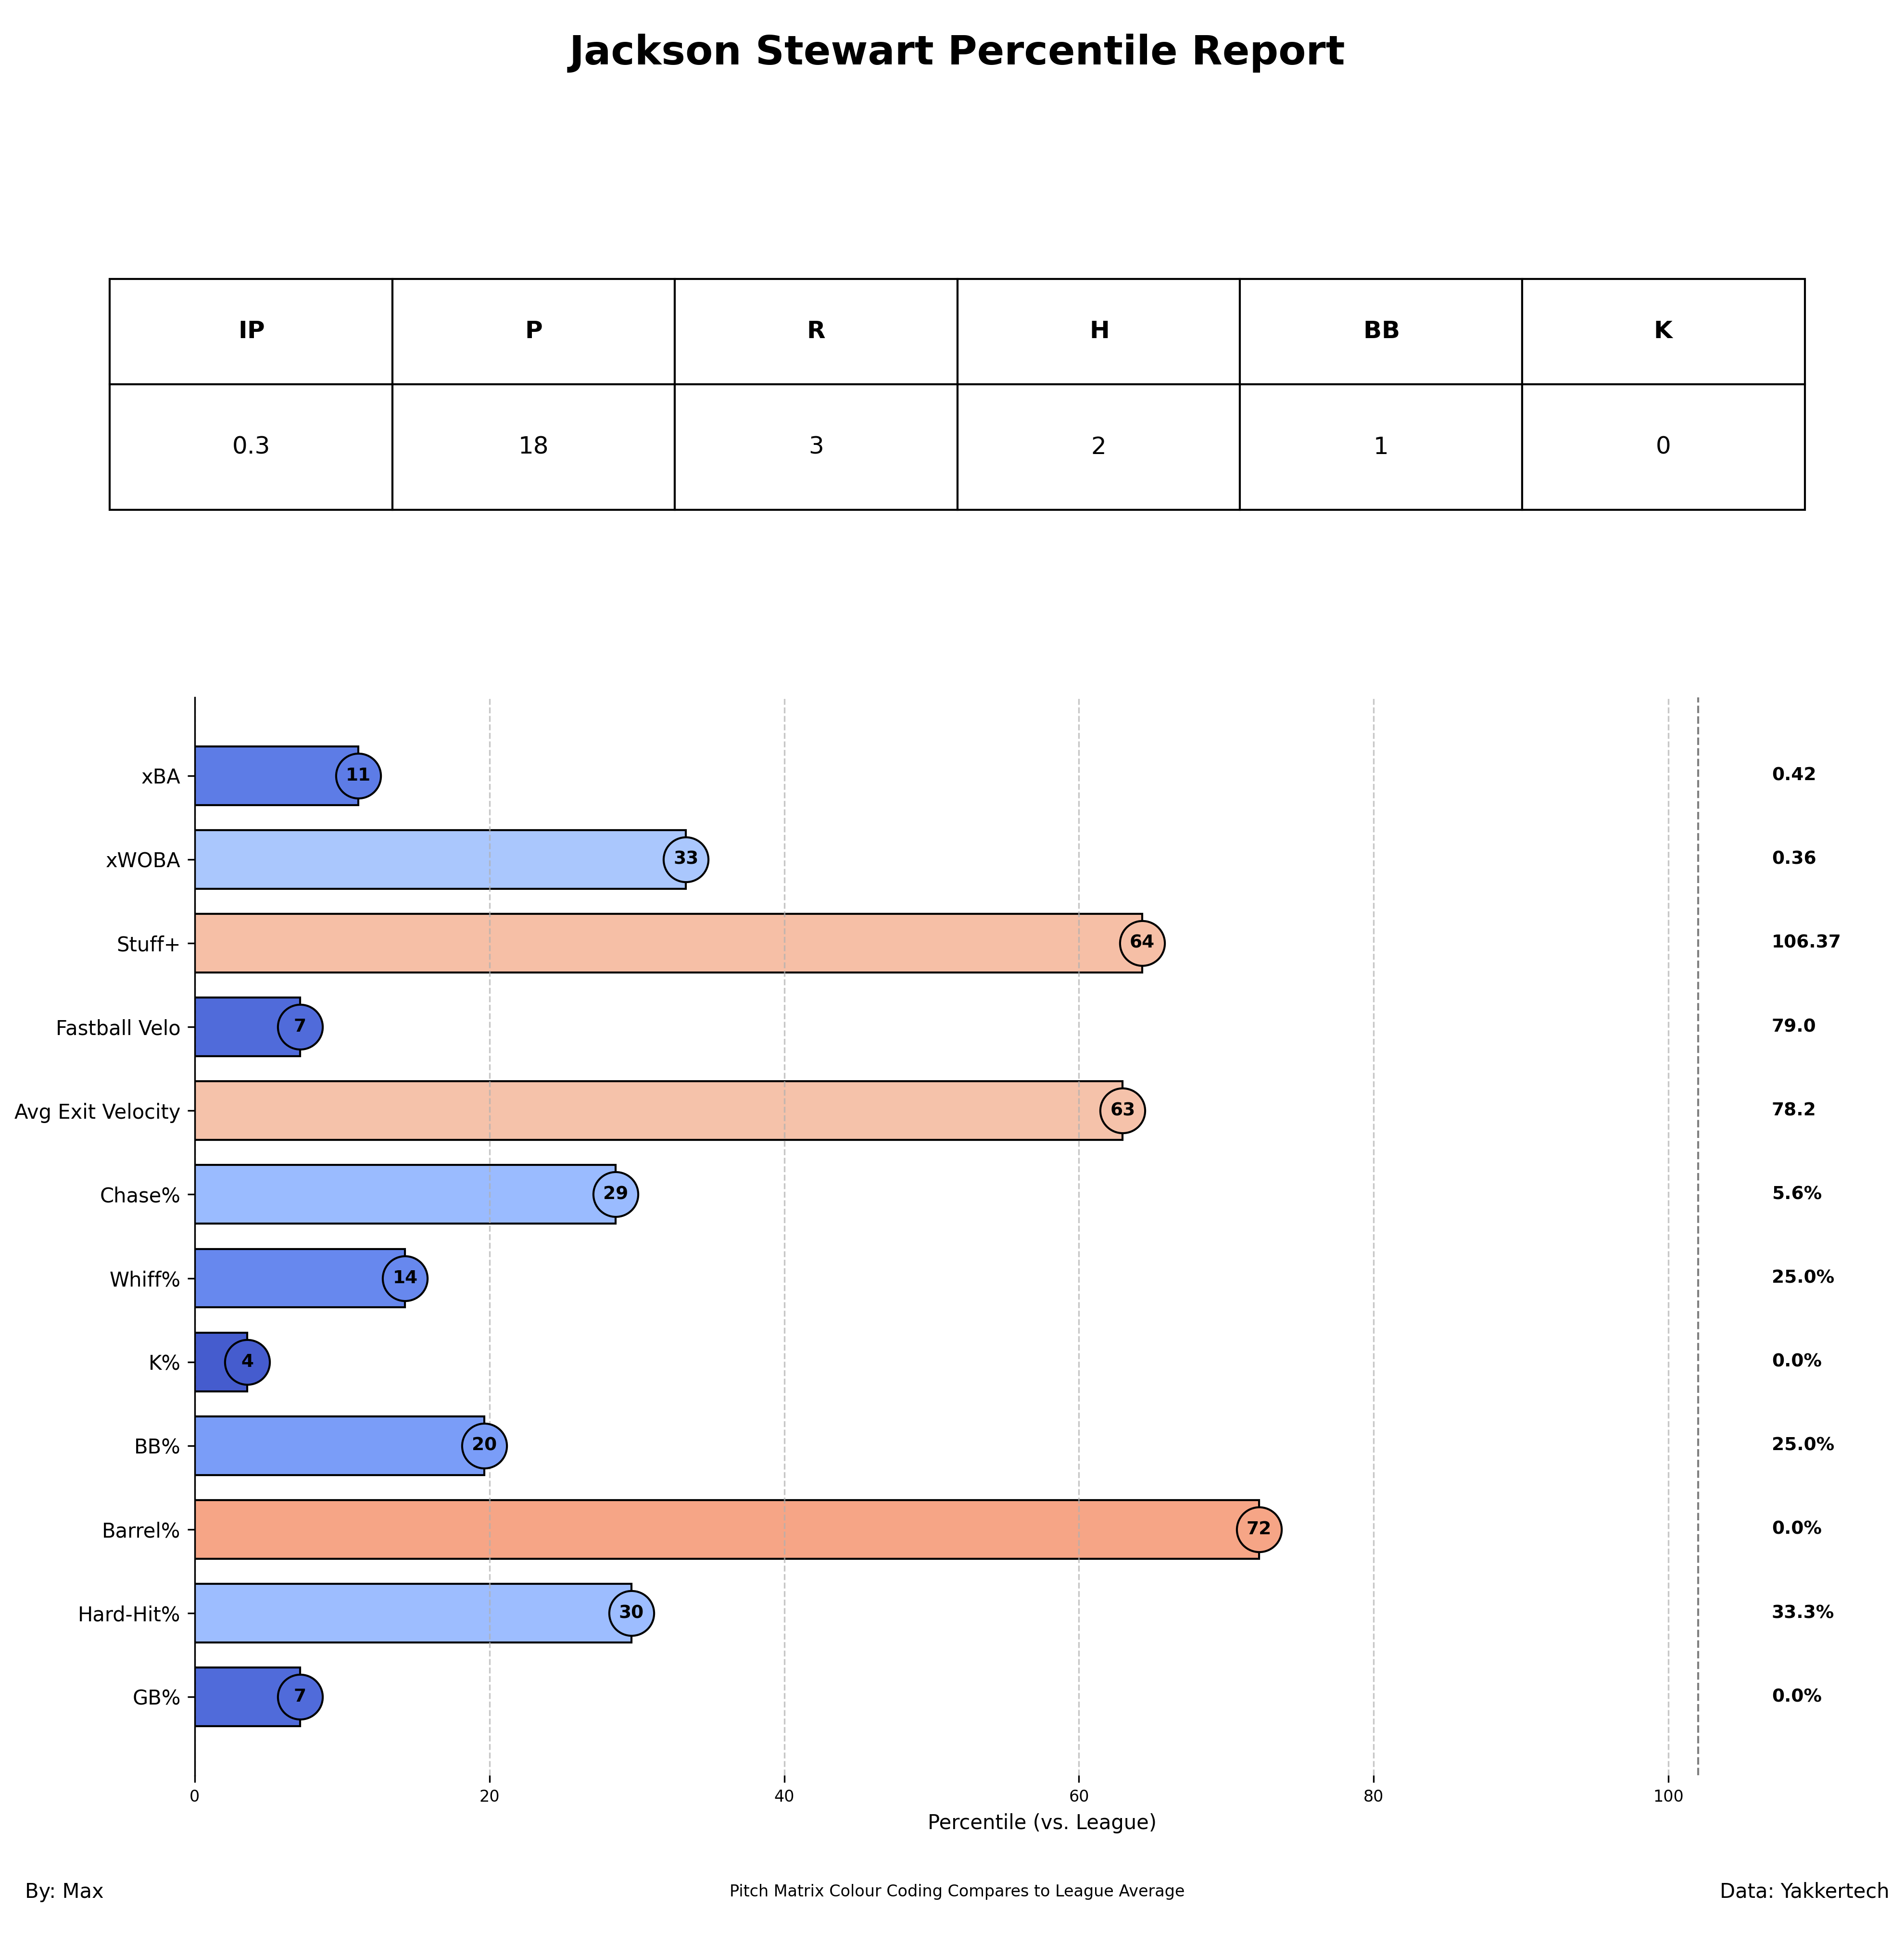 Jackson Stewart Percentile Report
IP P R H BB K
0.3 18 3 2 1 0
xBA 11 0.42
xWOBA 33 0.36
Stuff+ 64 106.37
Fastball Velo 7 79.0
Avg Exit Velocity 63 78.2
Chase% 29 5.6%
Whiff% 14 25.0%
K% 4 0.0%
BB% 20 25.0%
Barrel% 72 0.0%
Hard-Hit% 30 33.3%
GB% 7 0.0%
0 20 40 60 80 100
Percentile (vs. League)
By: Max Pitch Matrix Colour Coding Compares to League Average Data: Yakkertech